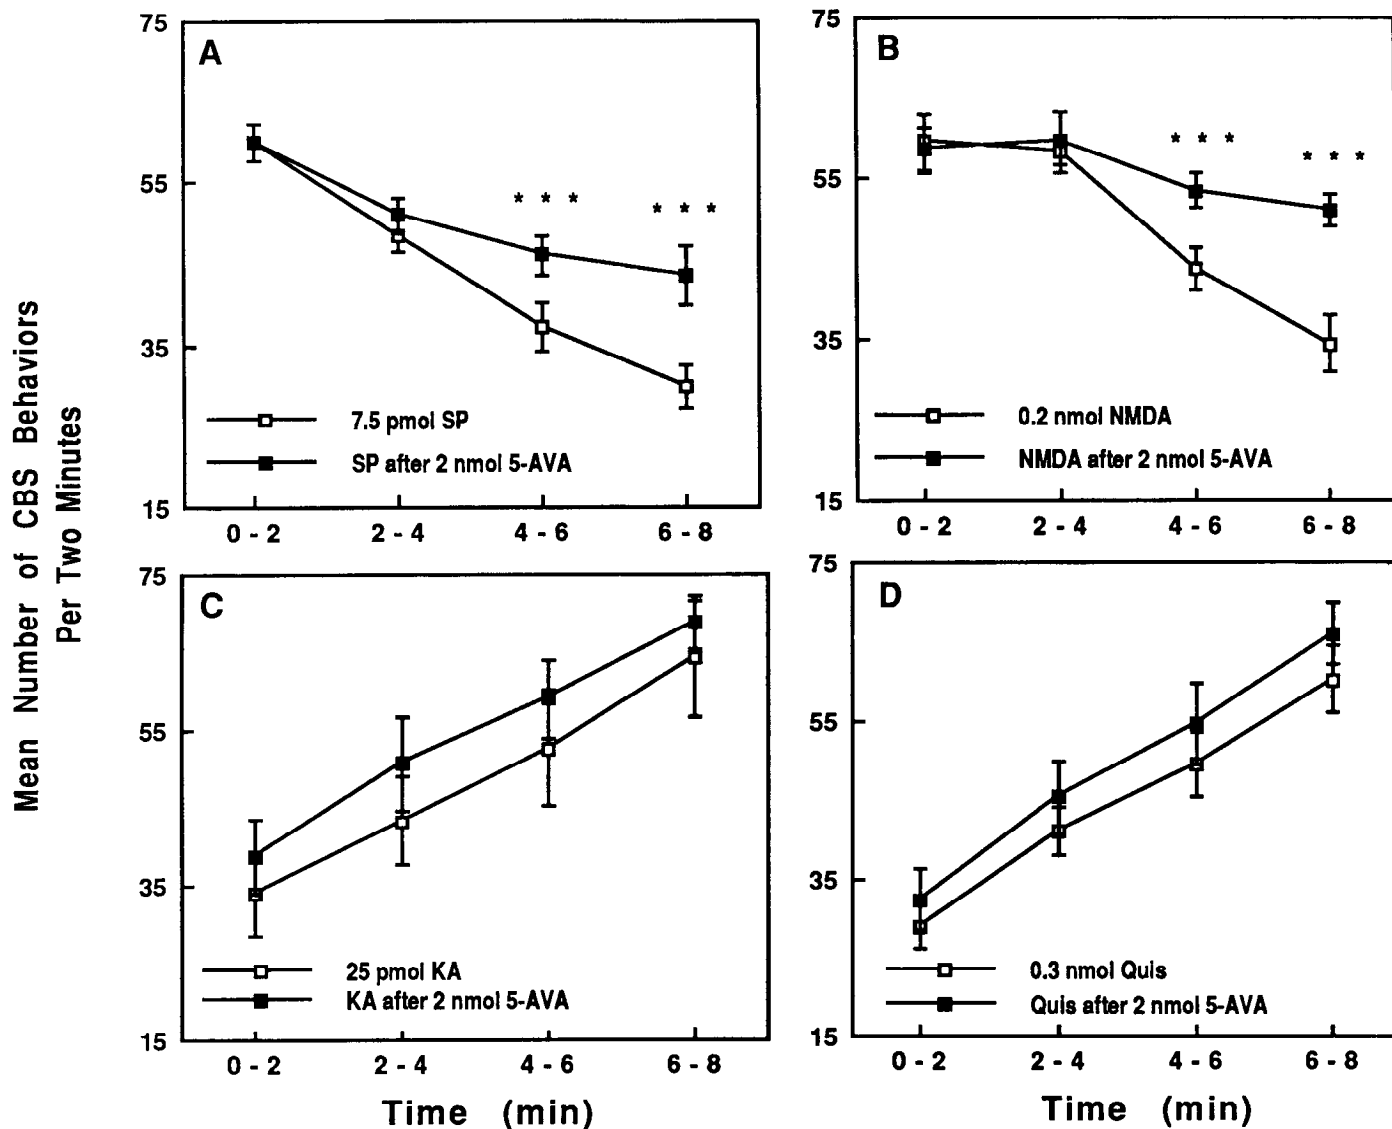 Mean Number of CBS Behaviors
Per Two Minutes
A
75
55
35
15
* * *
* * *
7.5 pmol SP
SP after 2 nmol 5-AVA
0 - 2 2 - 4 4 - 6 6 - 8
B
75
55
35
15
* * *
* * *
0.2 nmol NMDA
NMDA after 2 nmol 5-AVA
0 - 2 2 - 4 4 - 6 6 - 8
C
75
55
35
15
25 pmol KA
KA after 2 nmol 5-AVA
0 - 2 2 - 4 4 - 6 6 - 8
Time (min)
D
75
55
35
15
0.3 nmol Quis
Quis after 2 nmol 5-AVA
0 - 2 2 - 4 4 - 6 6 - 8
Time (min)